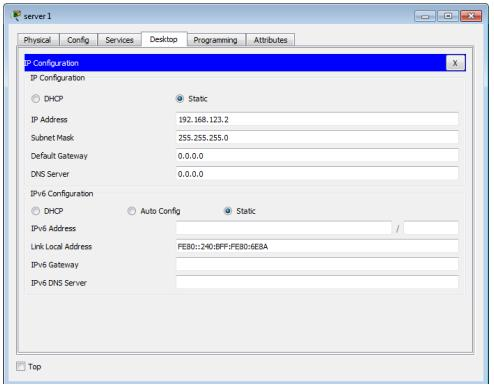 server 1
Physical Config Services Desktop Programming Attributes
IP Configuration X
IP Configuration
DHCP Static
IP Address 192.168.123.2
Subnet Mask 255.255.255.0
Default Gateway 0.0.0.0
DNS Server 0.0.0.0
IPv6 Configuration
DHCP Auto Config Static
IPv6 Address /
Link Local Address FE80::240:BFF:FE80:6E8A
IPv6 Gateway
IPv6 DNS Server
Top